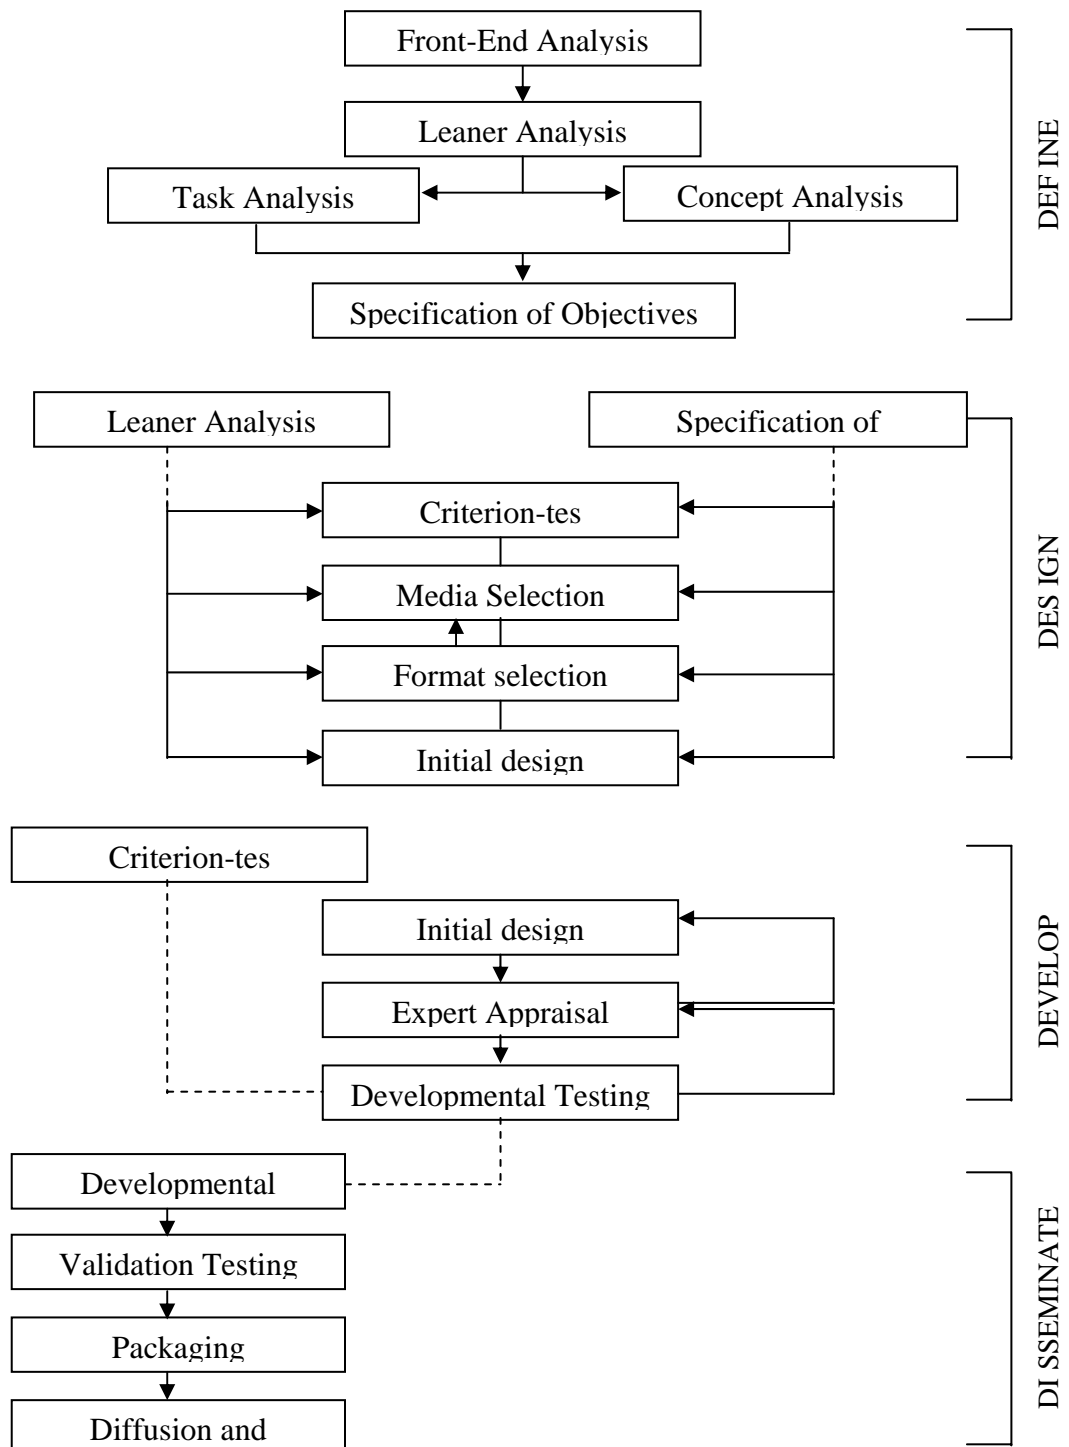 Front-End Analysis
Leaner Analysis
Task Analysis
Concept Analysis
Specification of Objectives
DEF INE
Leaner Analysis
Specification of
Criterion-tes
Media Selection
Format selection
Initial design
DES IGN
Criterion-tes
Initial design
Expert Appraisal
Developmental Testing
DEVELOP
Developmental
Validation Testing
Packaging
Diffusion and
DI SSEMINATE